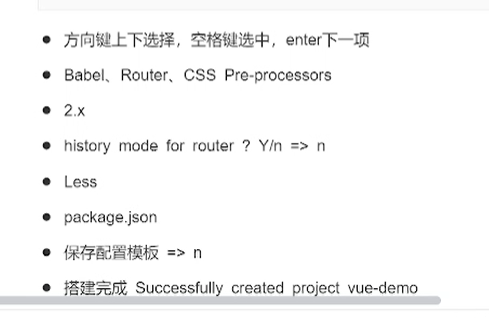 方向键上下选择，空格键选中，enter下一项
Babel、Router、CSS Pre-processors
2.x
history mode for router ? Y/n => n
Less
package.json
保存配置模板 => n
搭建完成 Successfully created project vue-demo